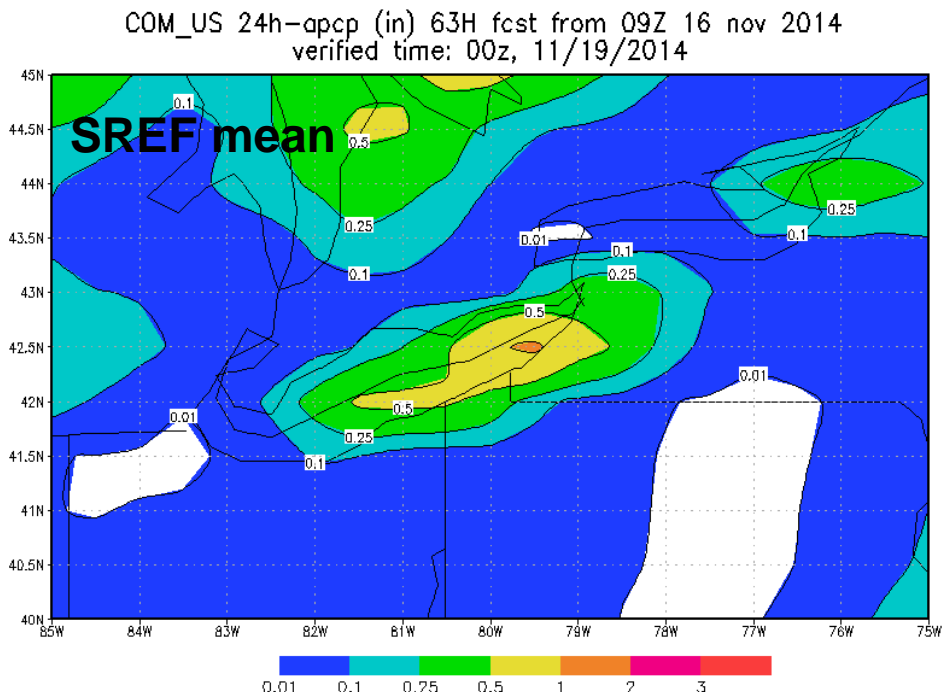 COM_US 24h-apcp (in) 63H fcst from 09Z 16 nov 2014
verified time: 00z, 11/19/2014
SREF mean
45N
44.5N
44N
43.5N
43N
42.5N
42N
41.5N
41N
40.5N
40N
0.1
0.5
0.25
0.1
0.01
0.1
0.25
0.5
0.25
0.1
0.01
0.5
0.25
0.1
0.01
85W 84W 83W 82W 81W 80W 79W 78W 77W 76W 75W
0.01 0.1 0.25 0.5 1 2 3